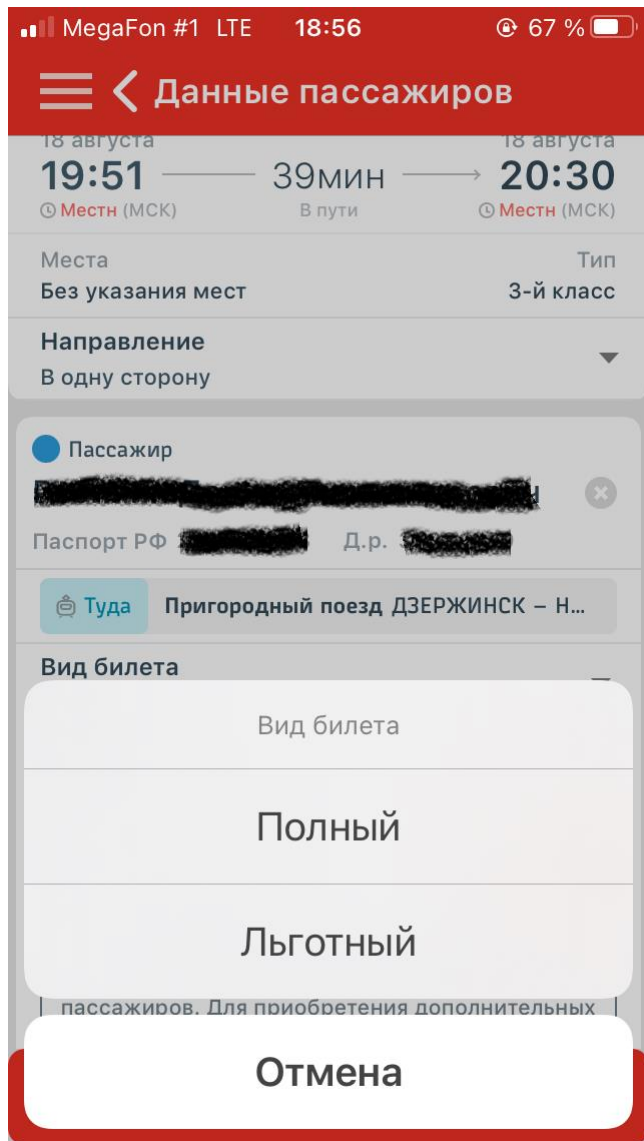 MegaFon #1 LTE 18:56 67 %
Данные пассажиров
18 августа 18 августа
19:51 39мин 20:30
Местн (МСК) В пути Местн (МСК)
Места Тип
Без указания мест 3-й класс
Направление
В одну сторону
Пассажир
Паспорт РФ Д.р.
Туда Пригородный поезд ДЗЕРЖИНСК – Н...
Вид билета
Вид билета
Полный
Льготный
пассажиров. Для приобретения дополнительных
Отмена